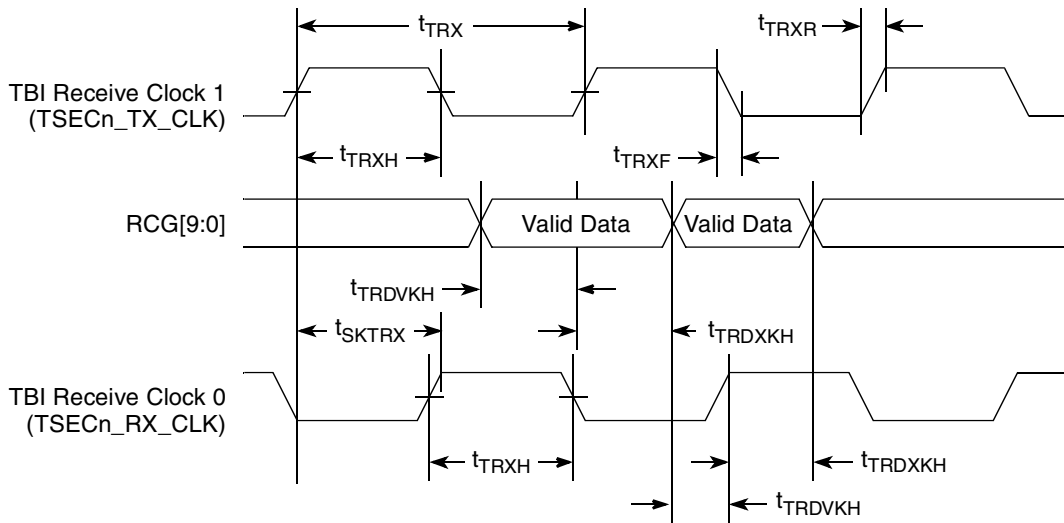 tTRX
tTRXR
TBI Receive Clock 1
(TSECn_TX_CLK)
tTRXH
tTRXF
RCG[9:0]
Valid Data
Valid Data
tTRDVKH
tSKTRX
tTRDXKH
TBI Receive Clock 0
(TSECn_RX_CLK)
tTRXH
tTRDXKH
tTRDVKH